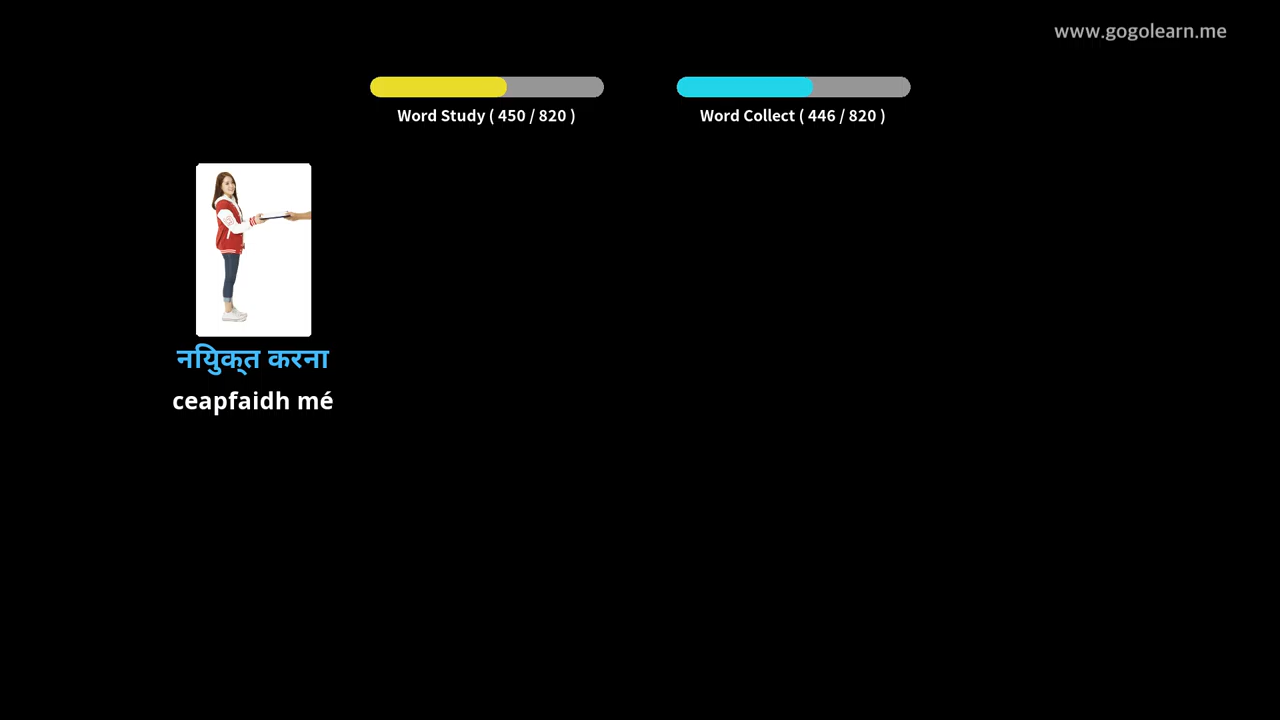 www.gogolearn.me
Word Study ( 450 / 820 )
Word Collect ( 446 / 820 )
नियुक्त करना
ceapfaidh mé